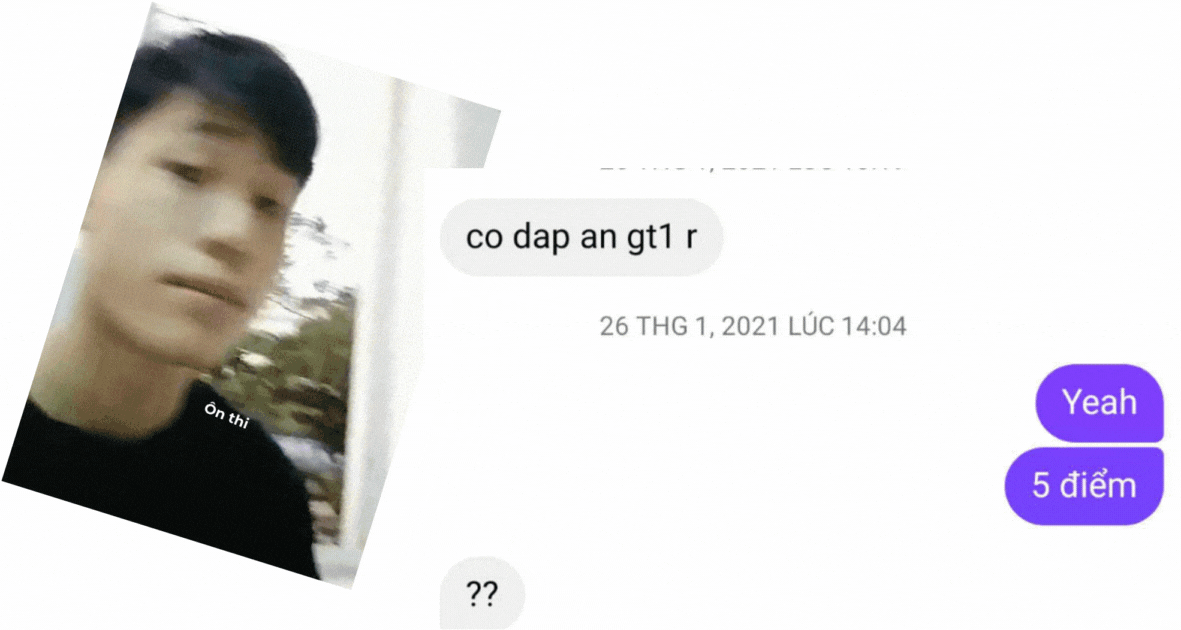 co dap an gt1 r
26 THG 1, 2021 LÚC 14:04
Yeah
5 điểm
Ôn thi
??